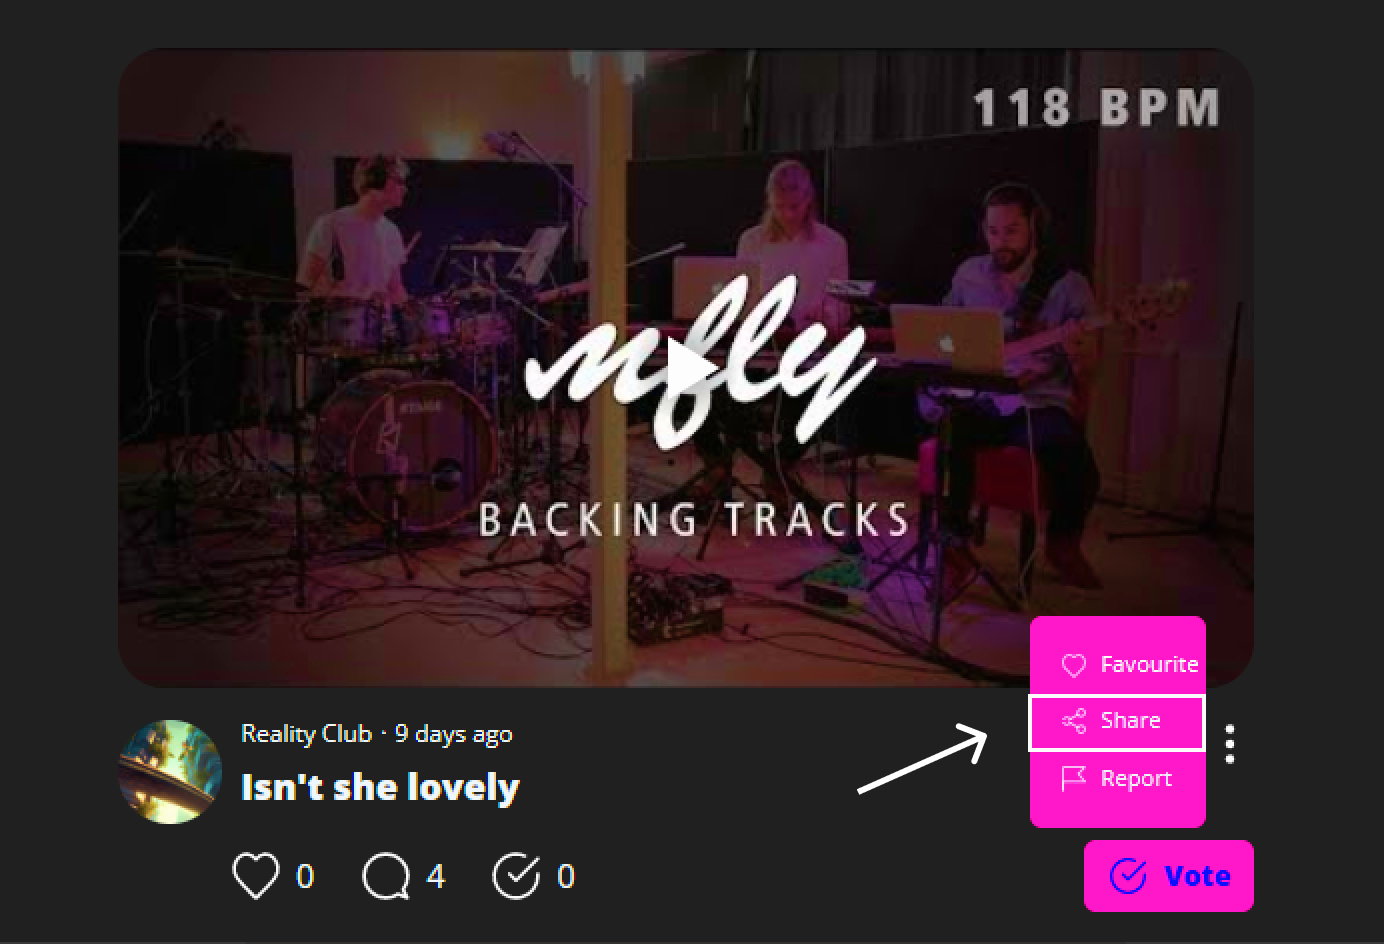 118 BPM
mfly
BACKING TRACKS
Favourite
Share
Report
Reality Club · 9 days ago
Isn't she lovely
0 4 0
Vote